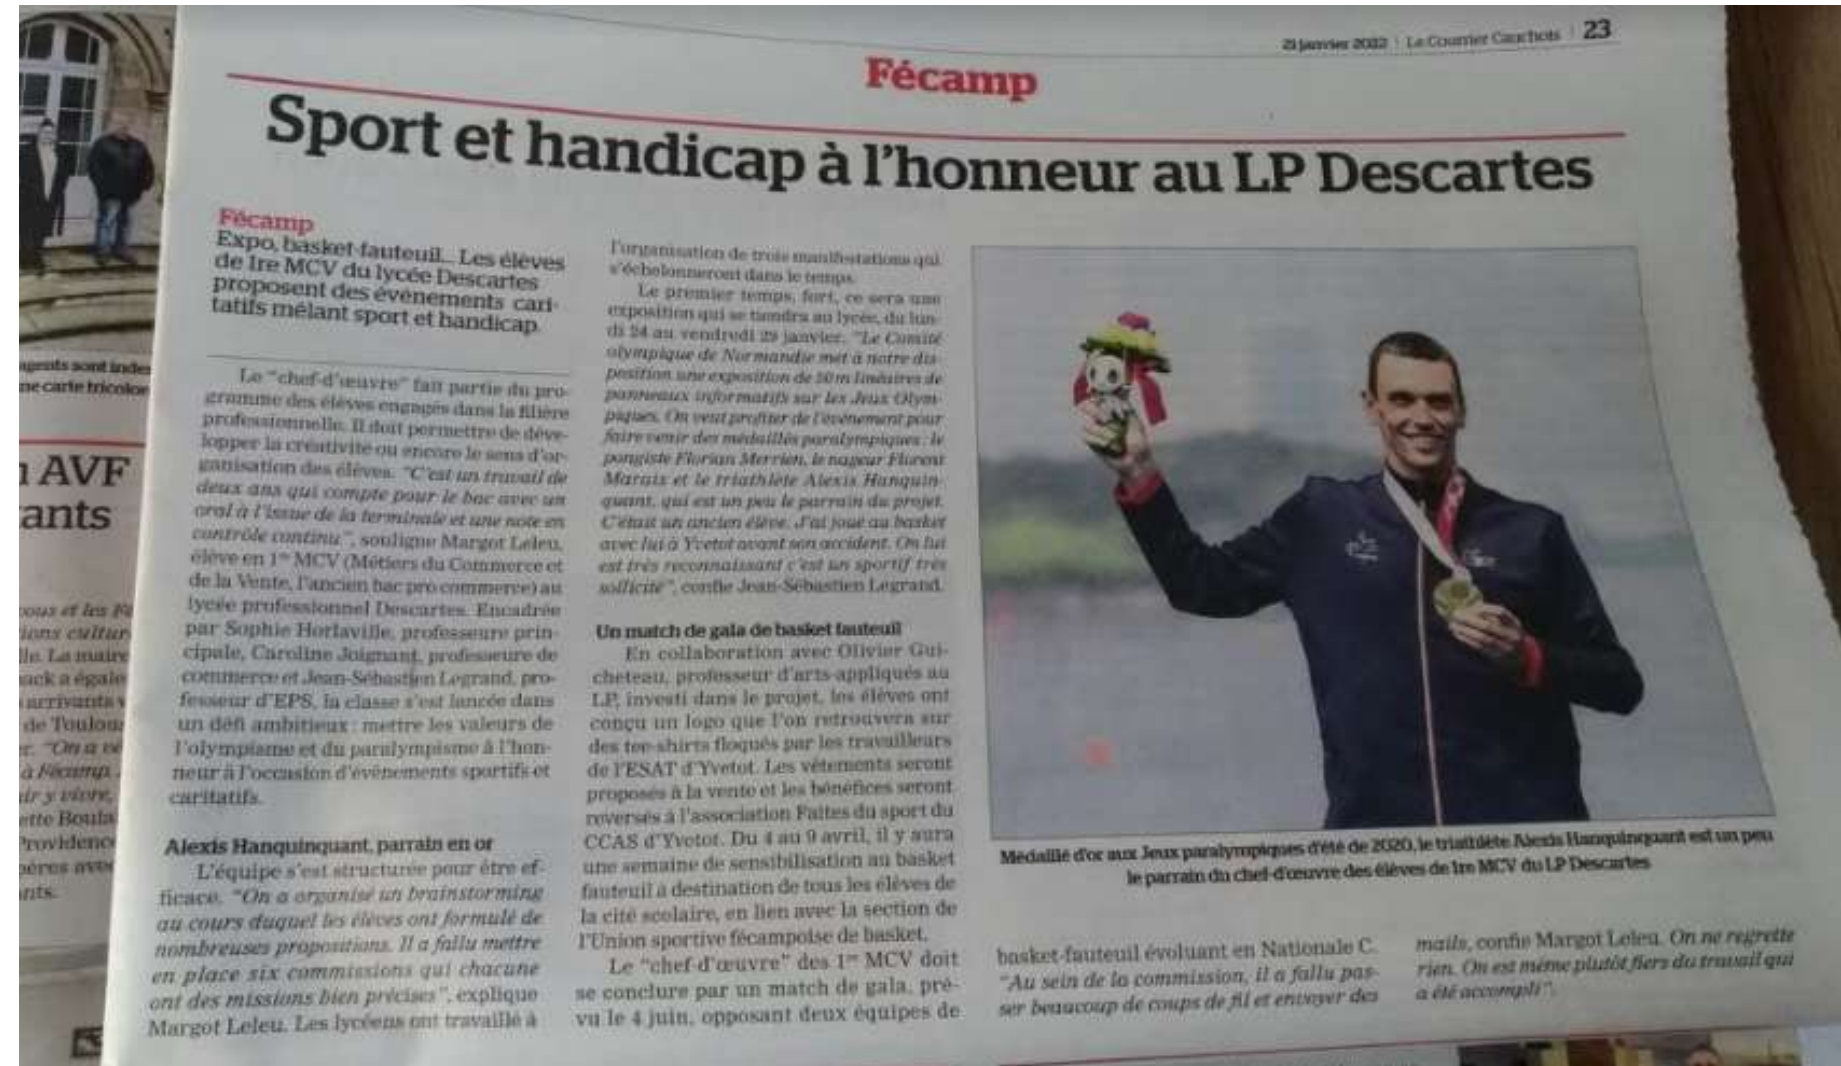 21 janvier 2022 | Le Courrier Cauchois | 23
Fécamp
Sport et handicap à l'honneur au LP Descartes
Fécamp
Expo, basket-fauteuil... Les élèves
de 1re MCV du lycée Descartes
proposent des événements cari-
tatifs mêlant sport et handicap.
Le "chef-d'œuvre" fait partie du pro-
gramme des élèves engagés dans la filière
professionnelle. Il doit permettre de déve-
lopper la créativité ou encore le sens d'or-
ganisation des élèves. "C'est un travail de
deux ans qui compte pour le bac avec un
oral à l'issue de la terminale et une note en
contrôle continu", souligne Margot Leleu,
élève en 1re MCV (Métiers du Commerce et
de la Vente, l'ancien bac pro commerce) au
lycée professionnel Descartes. Encadrée
par Sophie Horlaville, professeure prin-
cipale, Caroline Joignant, professeure de
commerce et Jean-Sébastien Legrand, pro-
fesseur d'EPS, la classe s'est lancée dans
un défi ambitieux : mettre les valeurs de
l'olympisme et du paralympisme à l'hon-
neur à l'occasion d'événements sportifs et
caritatifs.
Alexis Hanquinquant, parrain en or
L'équipe s'est structurée pour être ef-
ficace. "On a organisé un brainstorming
au cours duquel les élèves ont formulé de
nombreuses propositions. Il a fallu mettre
en place six commissions qui chacune
ont des missions bien précises", explique
Margot Leleu. Les lycéens ont travaillé à
l'organisation de trois manifestations qui
s'échelonneront dans le temps.
Le premier temps, fort, ce sera une
exposition qui se tiendra au lycée, du lun-
di 24 au vendredi 29 janvier. "Le Comité
olympique de Normandie met à notre dis-
position une exposition de 50 m linéaires de
panneaux informatifs sur les Jeux Olym-
piques. On veut profiter de l'événement pour
faire venir des médaillés paralympiques : le
pongiste Florian Merrien, le nageur Florent
Marais et le triathlète Alexis Hanquin-
quant, qui est un peu le parrain du projet.
C'était un ancien élève. J'ai joué au basket
avec lui à Yvetot avant son accident. On lui
est très reconnaissant c'est un sportif très
sollicité", confie Jean-Sébastien Legrand.
Un match de gala de basket fauteuil
En collaboration avec Olivier Gui-
cheteau, professeur d'arts appliqués au
LP, investi dans le projet, les élèves ont
conçu un logo que l'on retrouvera sur
des tee-shirts floqués par les travailleurs
de l'ESAT d'Yvetot. Les vêtements seront
proposés à la vente et les bénéfices seront
reversés à l'association Faites du sport du
CCAS d'Yvetot. Du 4 au 9 avril, il y aura
une semaine de sensibilisation au basket
fauteuil à destination de tous les élèves de
la cité scolaire, en lien avec la section de
l'Union sportive fécampoise de basket.
Le "chef-d'œuvre" des 1re MCV doit
se conclure par un match de gala, pré-
vu le 4 juin, opposant deux équipes de
Médaillé d'or aux Jeux paralympiques d'été de 2020, le triathlète Alexis Hanquinquant est un peu
le parrain du chef-d'œuvre des élèves de 1re MCV du LP Descartes
basket-fauteuil évoluant en Nationale C.
"Au sein de la commission, il a fallu pas-
ser beaucoup de coups de fil et envoyer des
mails, confie Margot Leleu. On ne regrette
rien. On est même plutôt fiers du travail qui
a été accompli".
AVF
ants